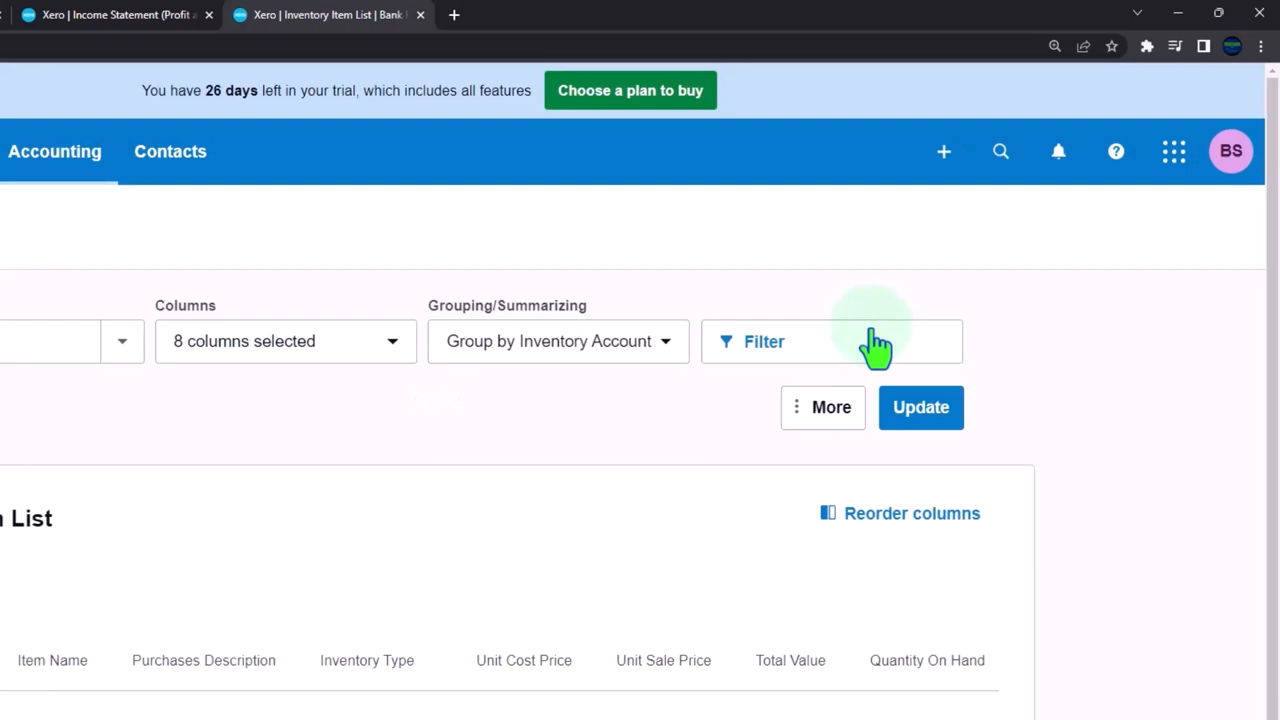 Xero | Income Statement (Profit a
Xero | Inventory Item List | Bank F
You have 26 days left in your trial, which includes all features
Choose a plan to buy
Accounting
Contacts
BS
Columns
Grouping/Summarizing
8 columns selected
Group by Inventory Account
Filter
More
Update
List
Reorder columns
Item Name
Purchases Description
Inventory Type
Unit Cost Price
Unit Sale Price
Total Value
Quantity On Hand